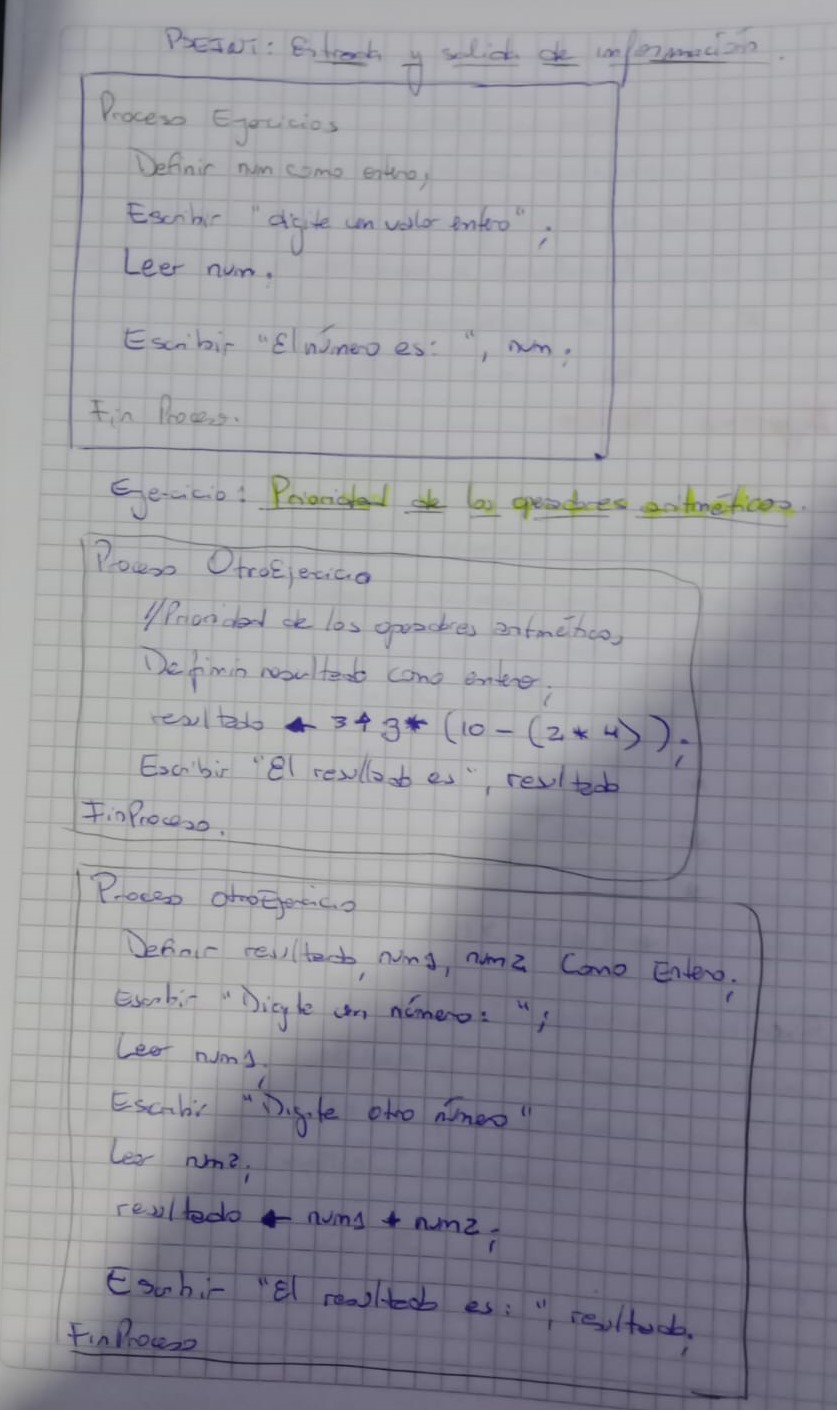 PSEINT: Entrada y salida de información.
Proceso Ejercicios
Definir num como entero;
Escribir "digite un valor entero";
Leer num.
Escribir "El número es: ", num;
Fin Proceso.
Ejercicio: Prioridad de los operadores aritméticos.
Proceso OtroEjercicio
//Prioridad de los operadores aritméticos
Definir resultado como entero;
resultado ← 3+3*(10-(2*4));
Escribir "El resultado es", resultado
FinProceso.
Proceso otroEjercicio
Definir resultado, num1, num2 Como Entero;
Escribir "Digite un número: ";
Leer num1;
Escribir "Digite otro número"
Leer num2;
resultado ← num1 + num2;
Escribir "El resultado es: ", resultado;
FinProceso